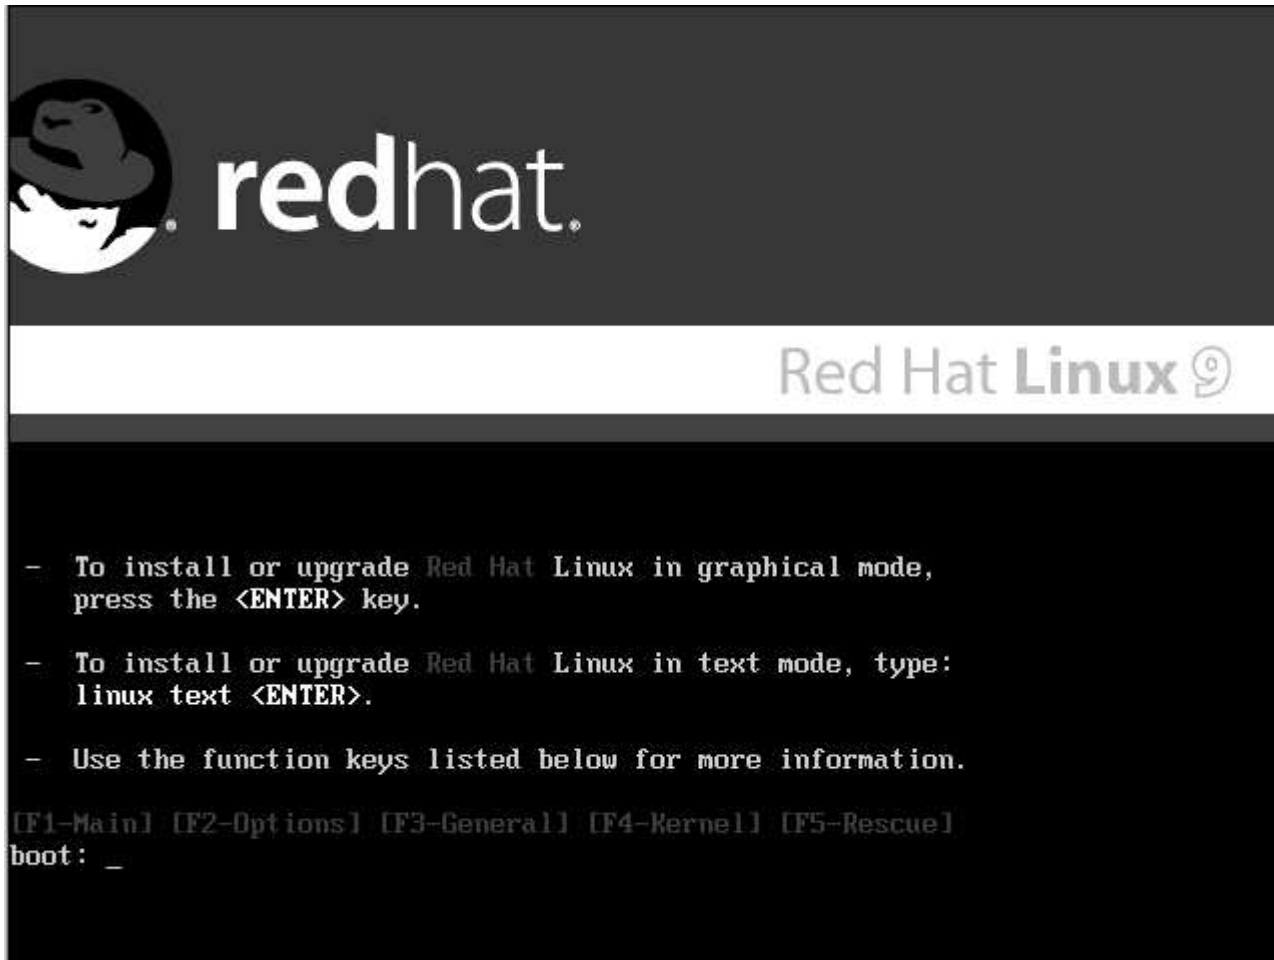 redhat.
Red Hat Linux 9
- To install or upgrade Red Hat Linux in graphical mode,
press the <ENTER> key.
- To install or upgrade Red Hat Linux in text mode, type:
linux text <ENTER>.
- Use the function keys listed below for more information.
[F1-Main] [F2-Options] [F3-General] [F4-Kernel] [F5-Rescue]
boot: _